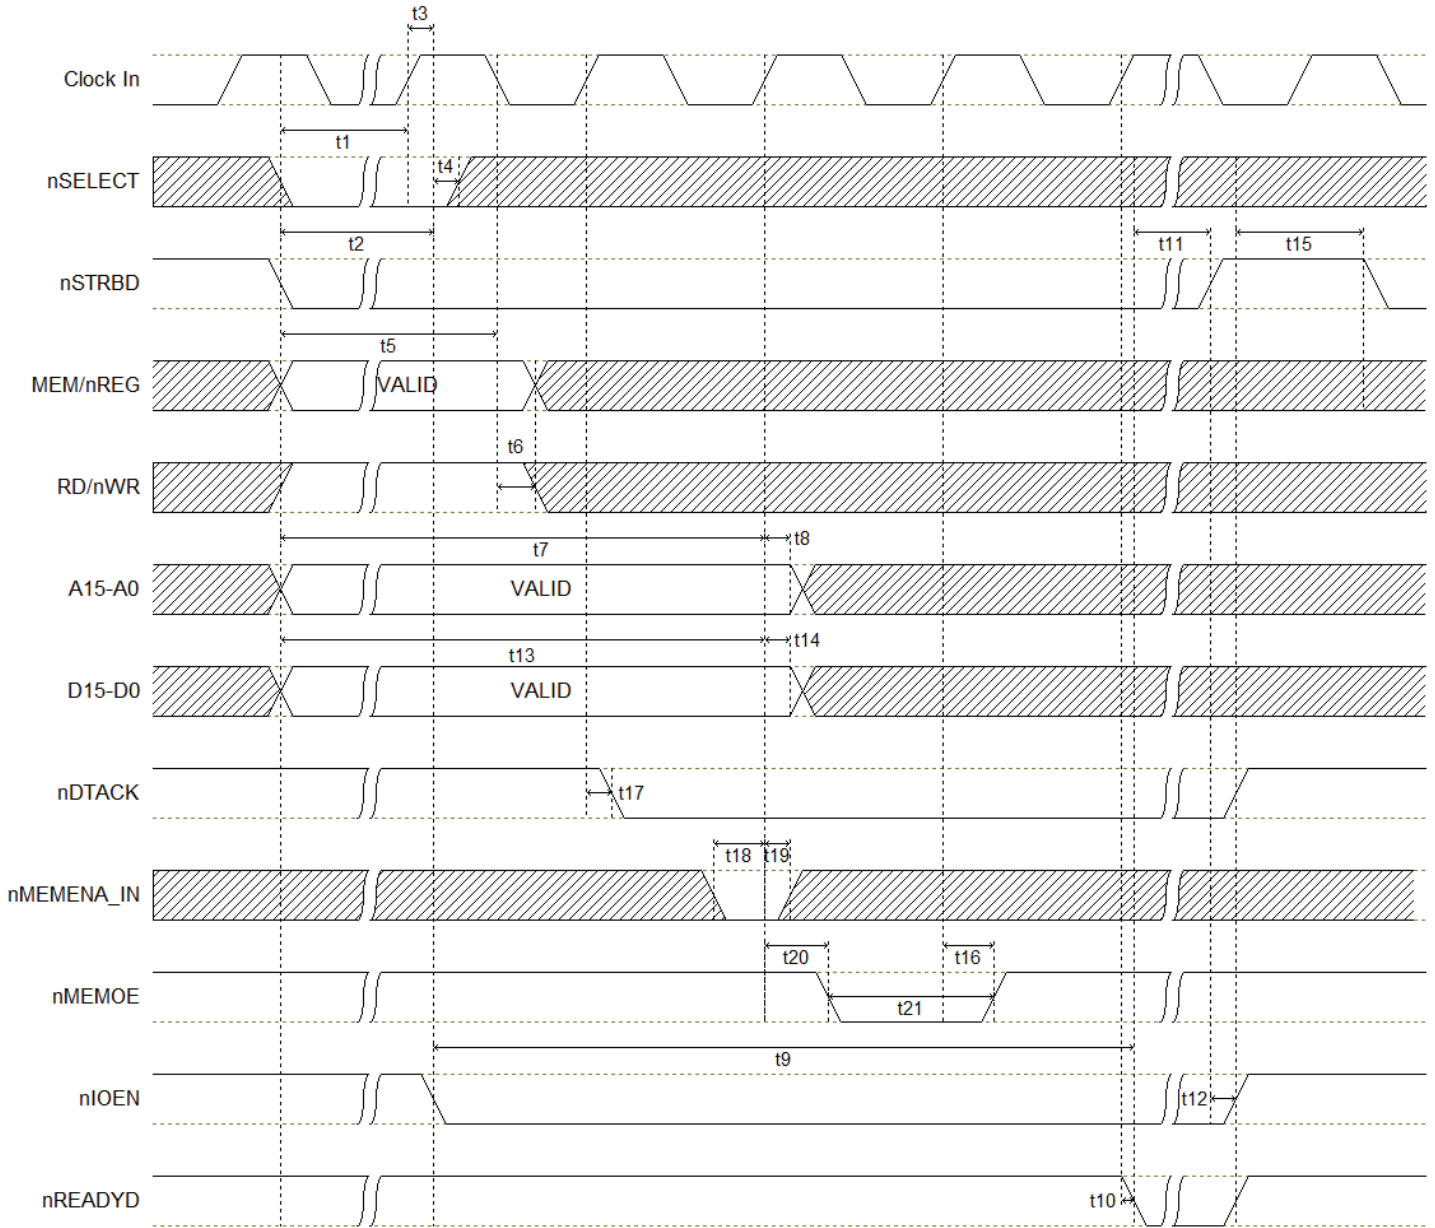 t3
Clock In
t1
nSELECT
t4
t2
t11
t15
nSTRBD
t5
MEM/nREG
VALID
t6
RD/nWR
t7
t8
A15-A0
VALID
t13
t14
D15-D0
VALID
nDTACK
t17
t18
t19
nMEMENA_IN
t20
t16
nMEMOE
t21
t9
nIOEN
t12
nREADYD
t10